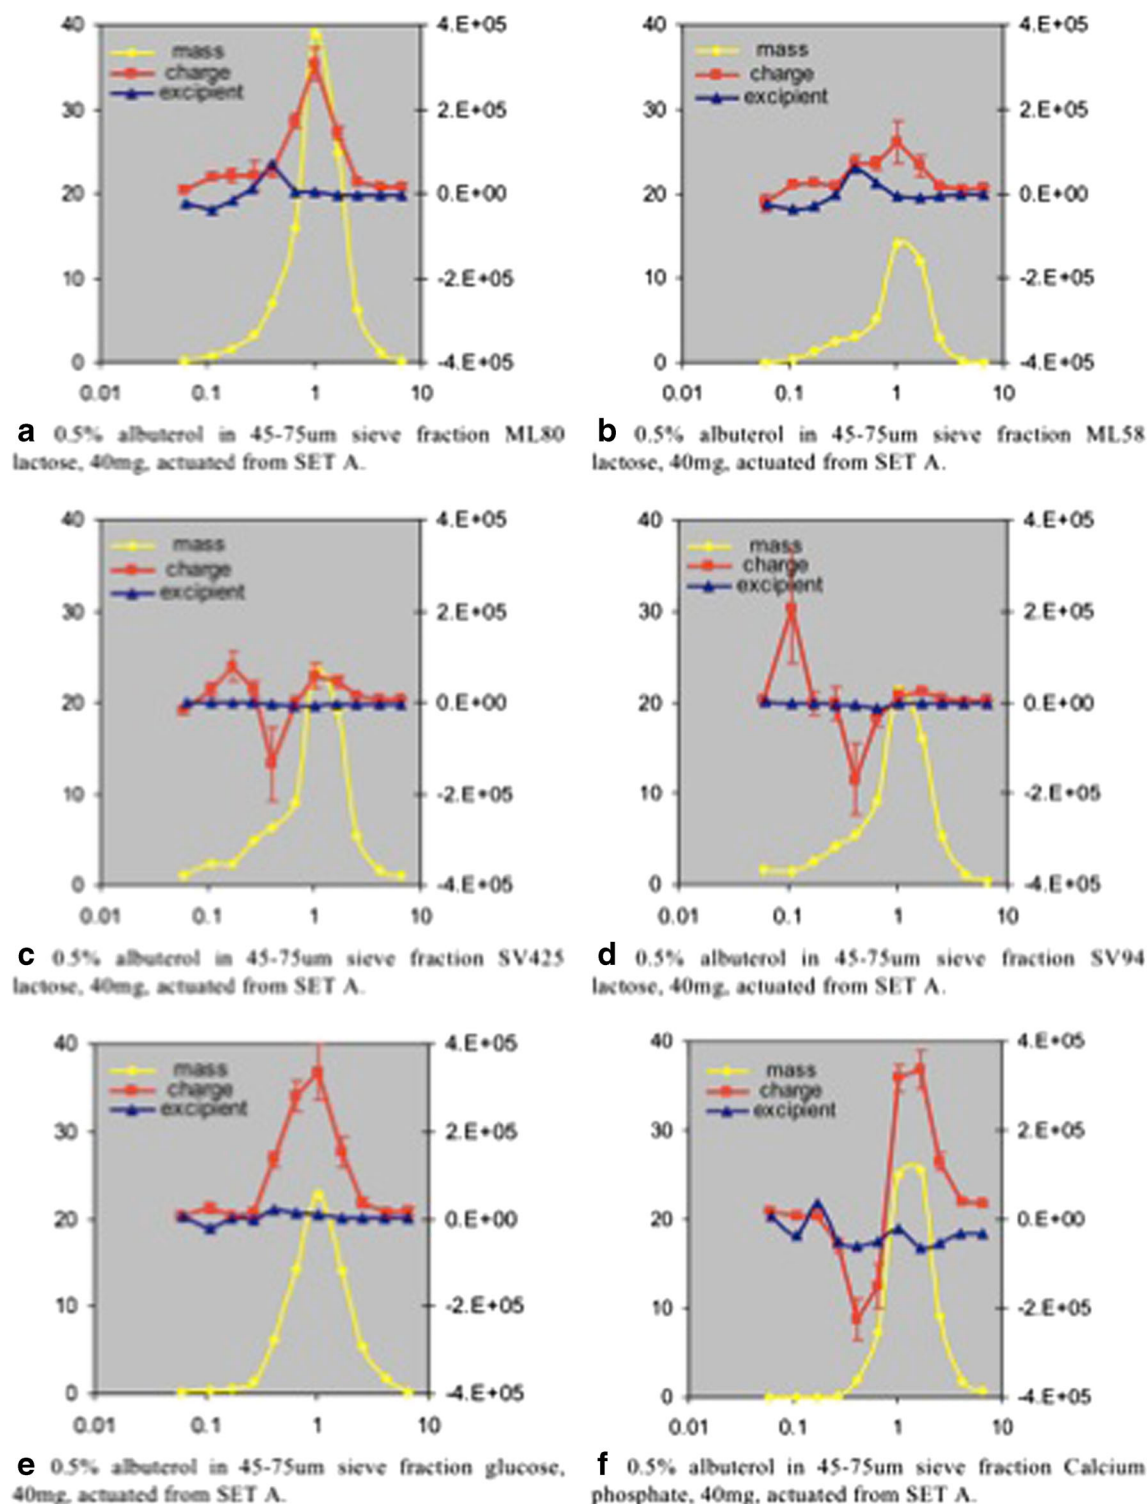 40
30
20
10
0
4.E+05
2.E+05
0.E+00
-2.E+05
-4.E+05
mass
charge
excipient
0.01 0.1 1 10
a 0.5% albuterol in 45-75um sieve fraction ML80
lactose, 40mg, actuated from SET A.
40
30
20
10
0
4.E+05
2.E+05
0.E+00
-2.E+05
-4.E+05
mass
charge
excipient
0.01 0.1 1 10
b 0.5% albuterol in 45-75um sieve fraction ML58
lactose, 40mg, actuated from SET A.
40
30
20
10
0
4.E+05
2.E+05
0.E+00
-2.E+05
-4.E+05
mass
charge
excipient
0.01 0.1 1 10
c 0.5% albuterol in 45-75um sieve fraction SV425
lactose, 40mg, actuated from SET A.
40
30
20
10
0
4.E+05
2.E+05
0.E+00
-2.E+05
-4.E+05
mass
charge
excipient
0.01 0.1 1 10
d 0.5% albuterol in 45-75um sieve fraction SV94
lactose, 40mg, actuated from SET A.
40
30
20
10
0
4.E+05
2.E+05
0.E+00
-2.E+05
-4.E+05
mass
charge
excipient
0.01 0.1 1 10
e 0.5% albuterol in 45-75um sieve fraction glucose,
40mg, actuated from SET A.
40
30
20
10
0
4.E+05
2.E+05
0.E+00
-2.E+05
-4.E+05
mass
charge
excipient
0.01 0.1 1 10
f 0.5% albuterol in 45-75um sieve fraction Calcium
phosphate, 40mg, actuated from SET A.